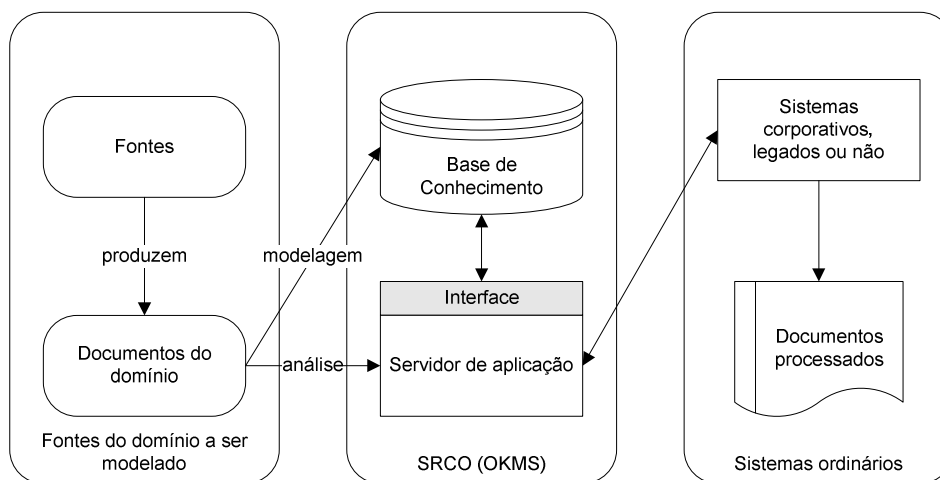 Fontes
produzem
Documentos do
domínio
Fontes do domínio a ser
modelado
modelagem
análise
Base de
Conhecimento
Interface
Servidor de aplicação
SRCO (OKMS)
Sistemas
corporativos,
legados ou não
Documentos
processados
Sistemas ordinários